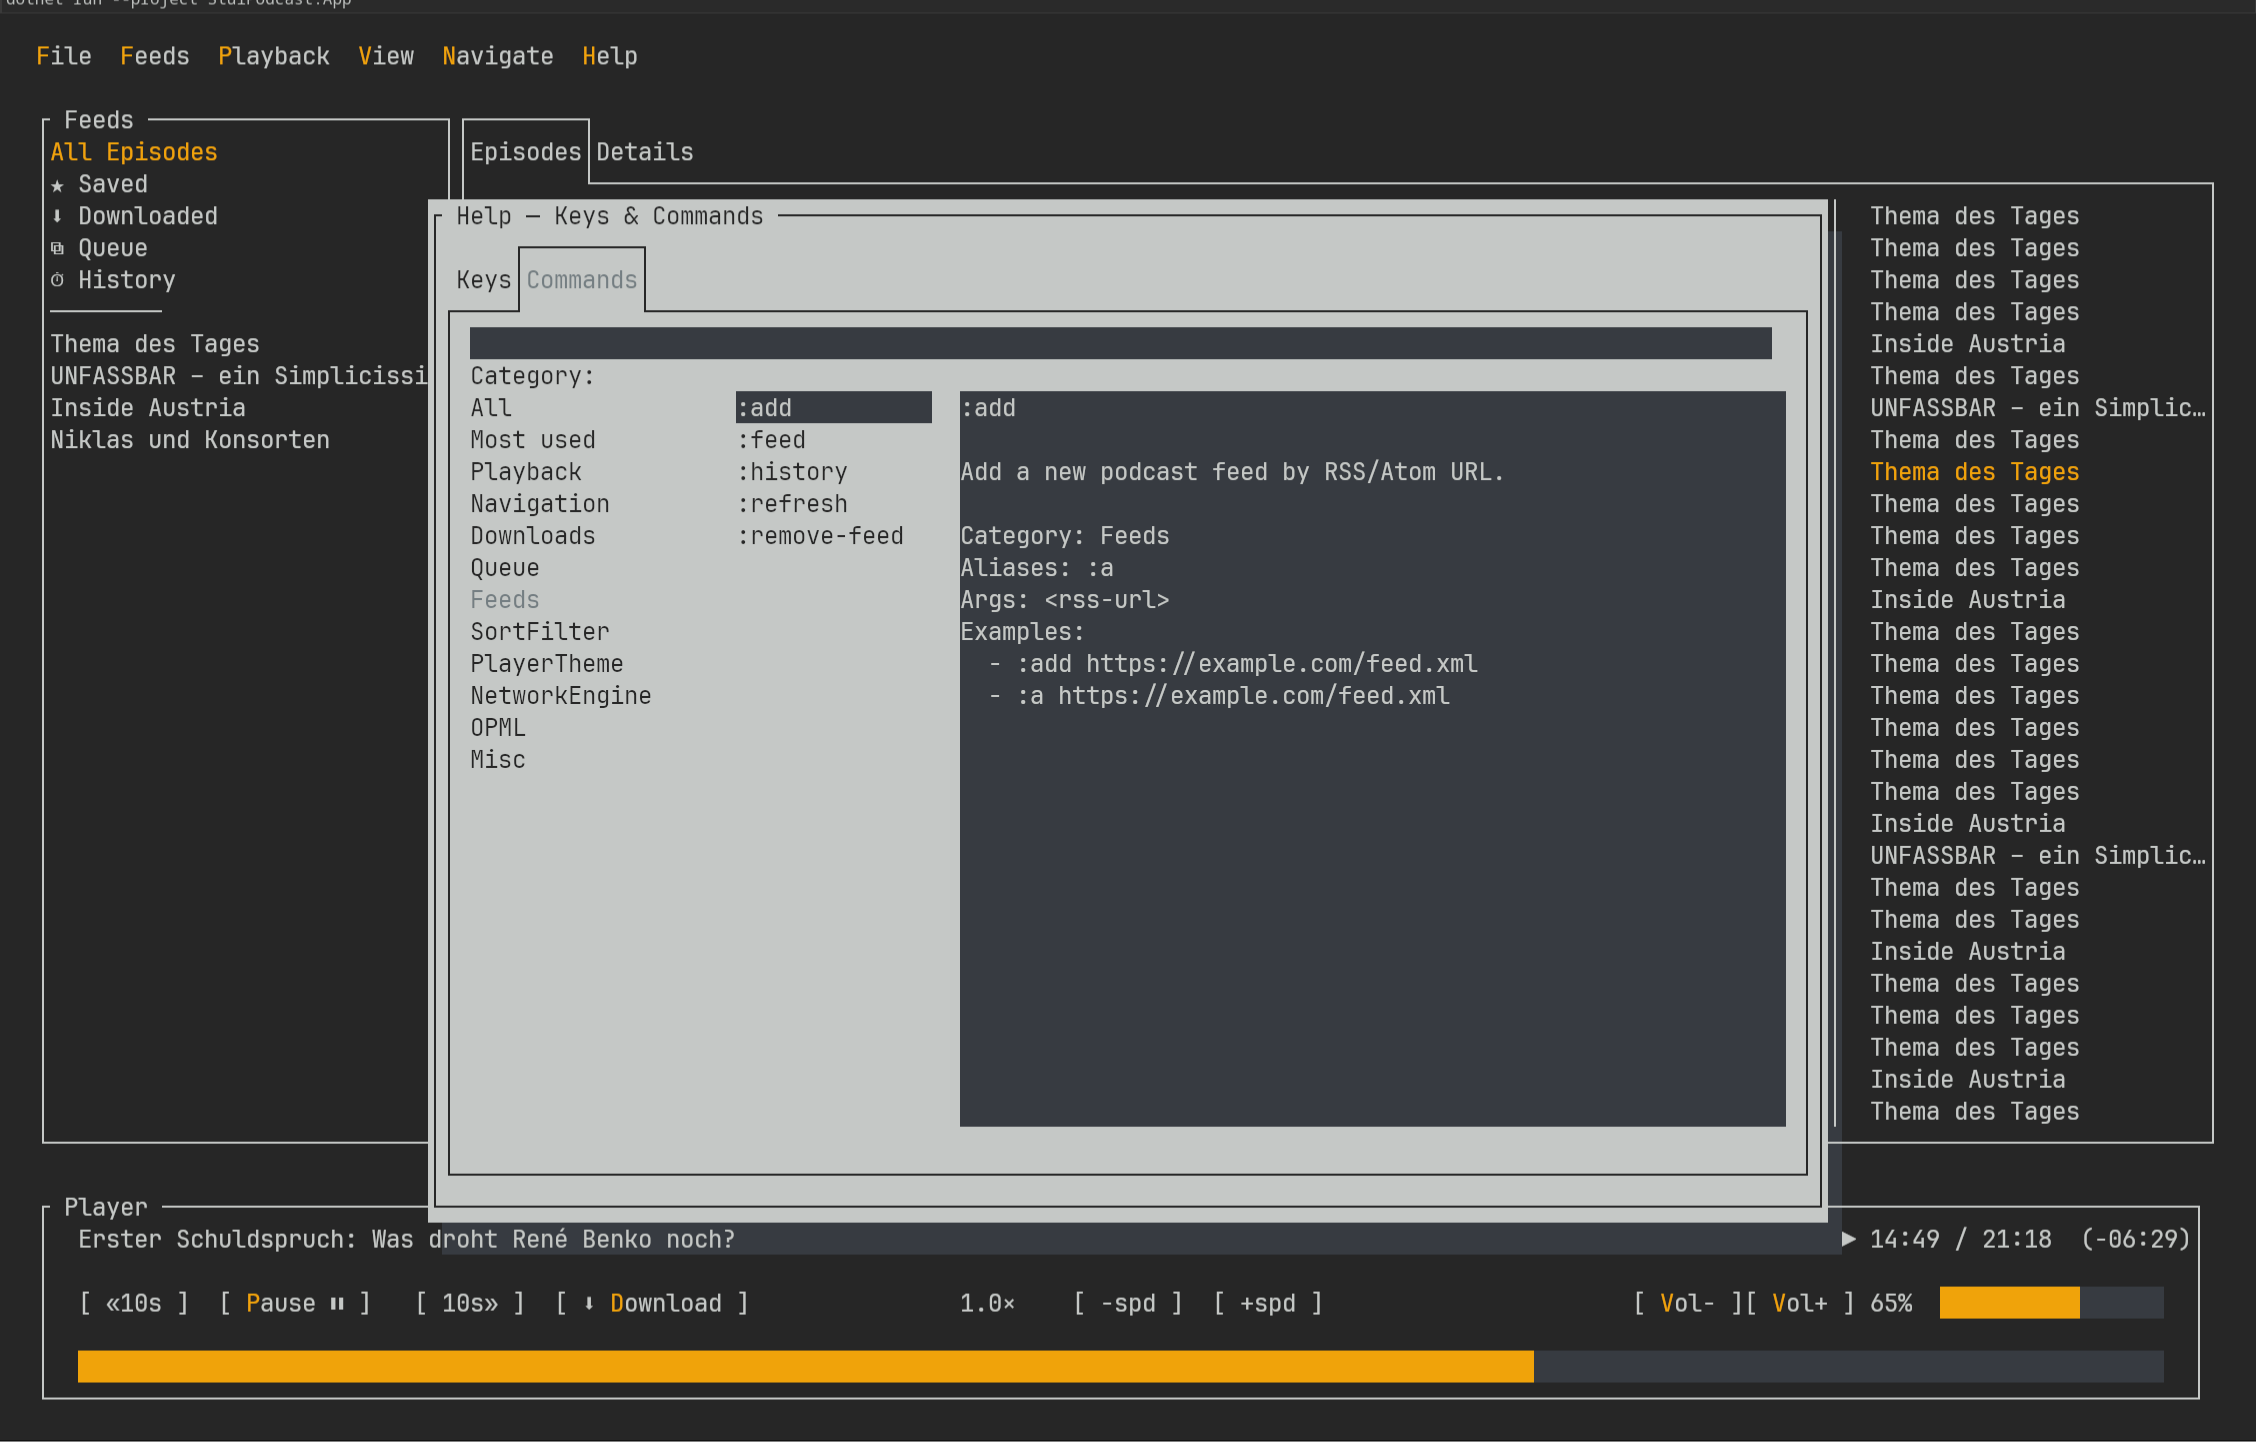 dotnet run --project StuiPodcast.App
File Feeds Playback View Navigate Help
Feeds
All Episodes
★ Saved
⬇ Downloaded
⧉ Queue
⏱ History
Thema des Tages
UNFASSBAR – ein Simplicissi
Inside Austria
Niklas und Konsorten
Episodes Details
Help — Keys & Commands
Keys Commands
Category:
All
Most used
Playback
Navigation
Downloads
Queue
Feeds
SortFilter
PlayerTheme
NetworkEngine
OPML
Misc
:add
:feed
:history
:refresh
:remove-feed
:add
Add a new podcast feed by RSS/Atom URL.
Category: Feeds
Aliases: :a
Args: <rss-url>
Examples:
- :add https://example.com/feed.xml
- :a https://example.com/feed.xml
Thema des Tages
Thema des Tages
Thema des Tages
Thema des Tages
Inside Austria
Thema des Tages
UNFASSBAR – ein Simplic…
Thema des Tages
Thema des Tages
Thema des Tages
Thema des Tages
Thema des Tages
Inside Austria
Thema des Tages
Thema des Tages
Thema des Tages
Thema des Tages
Thema des Tages
Thema des Tages
Inside Austria
UNFASSBAR – ein Simplic…
Thema des Tages
Thema des Tages
Inside Austria
Thema des Tages
Thema des Tages
Thema des Tages
Inside Austria
Thema des Tages
Player
Erster Schuldspruch: Was droht René Benko noch? ▶ 14:49 / 21:18 (-06:29)
[ «10s ] [ Pause ⏸ ] [ 10s» ] [ ⬇ Download ] 1.0× [ -spd ] [ +spd ] [ Vol- ][ Vol+ ] 65%